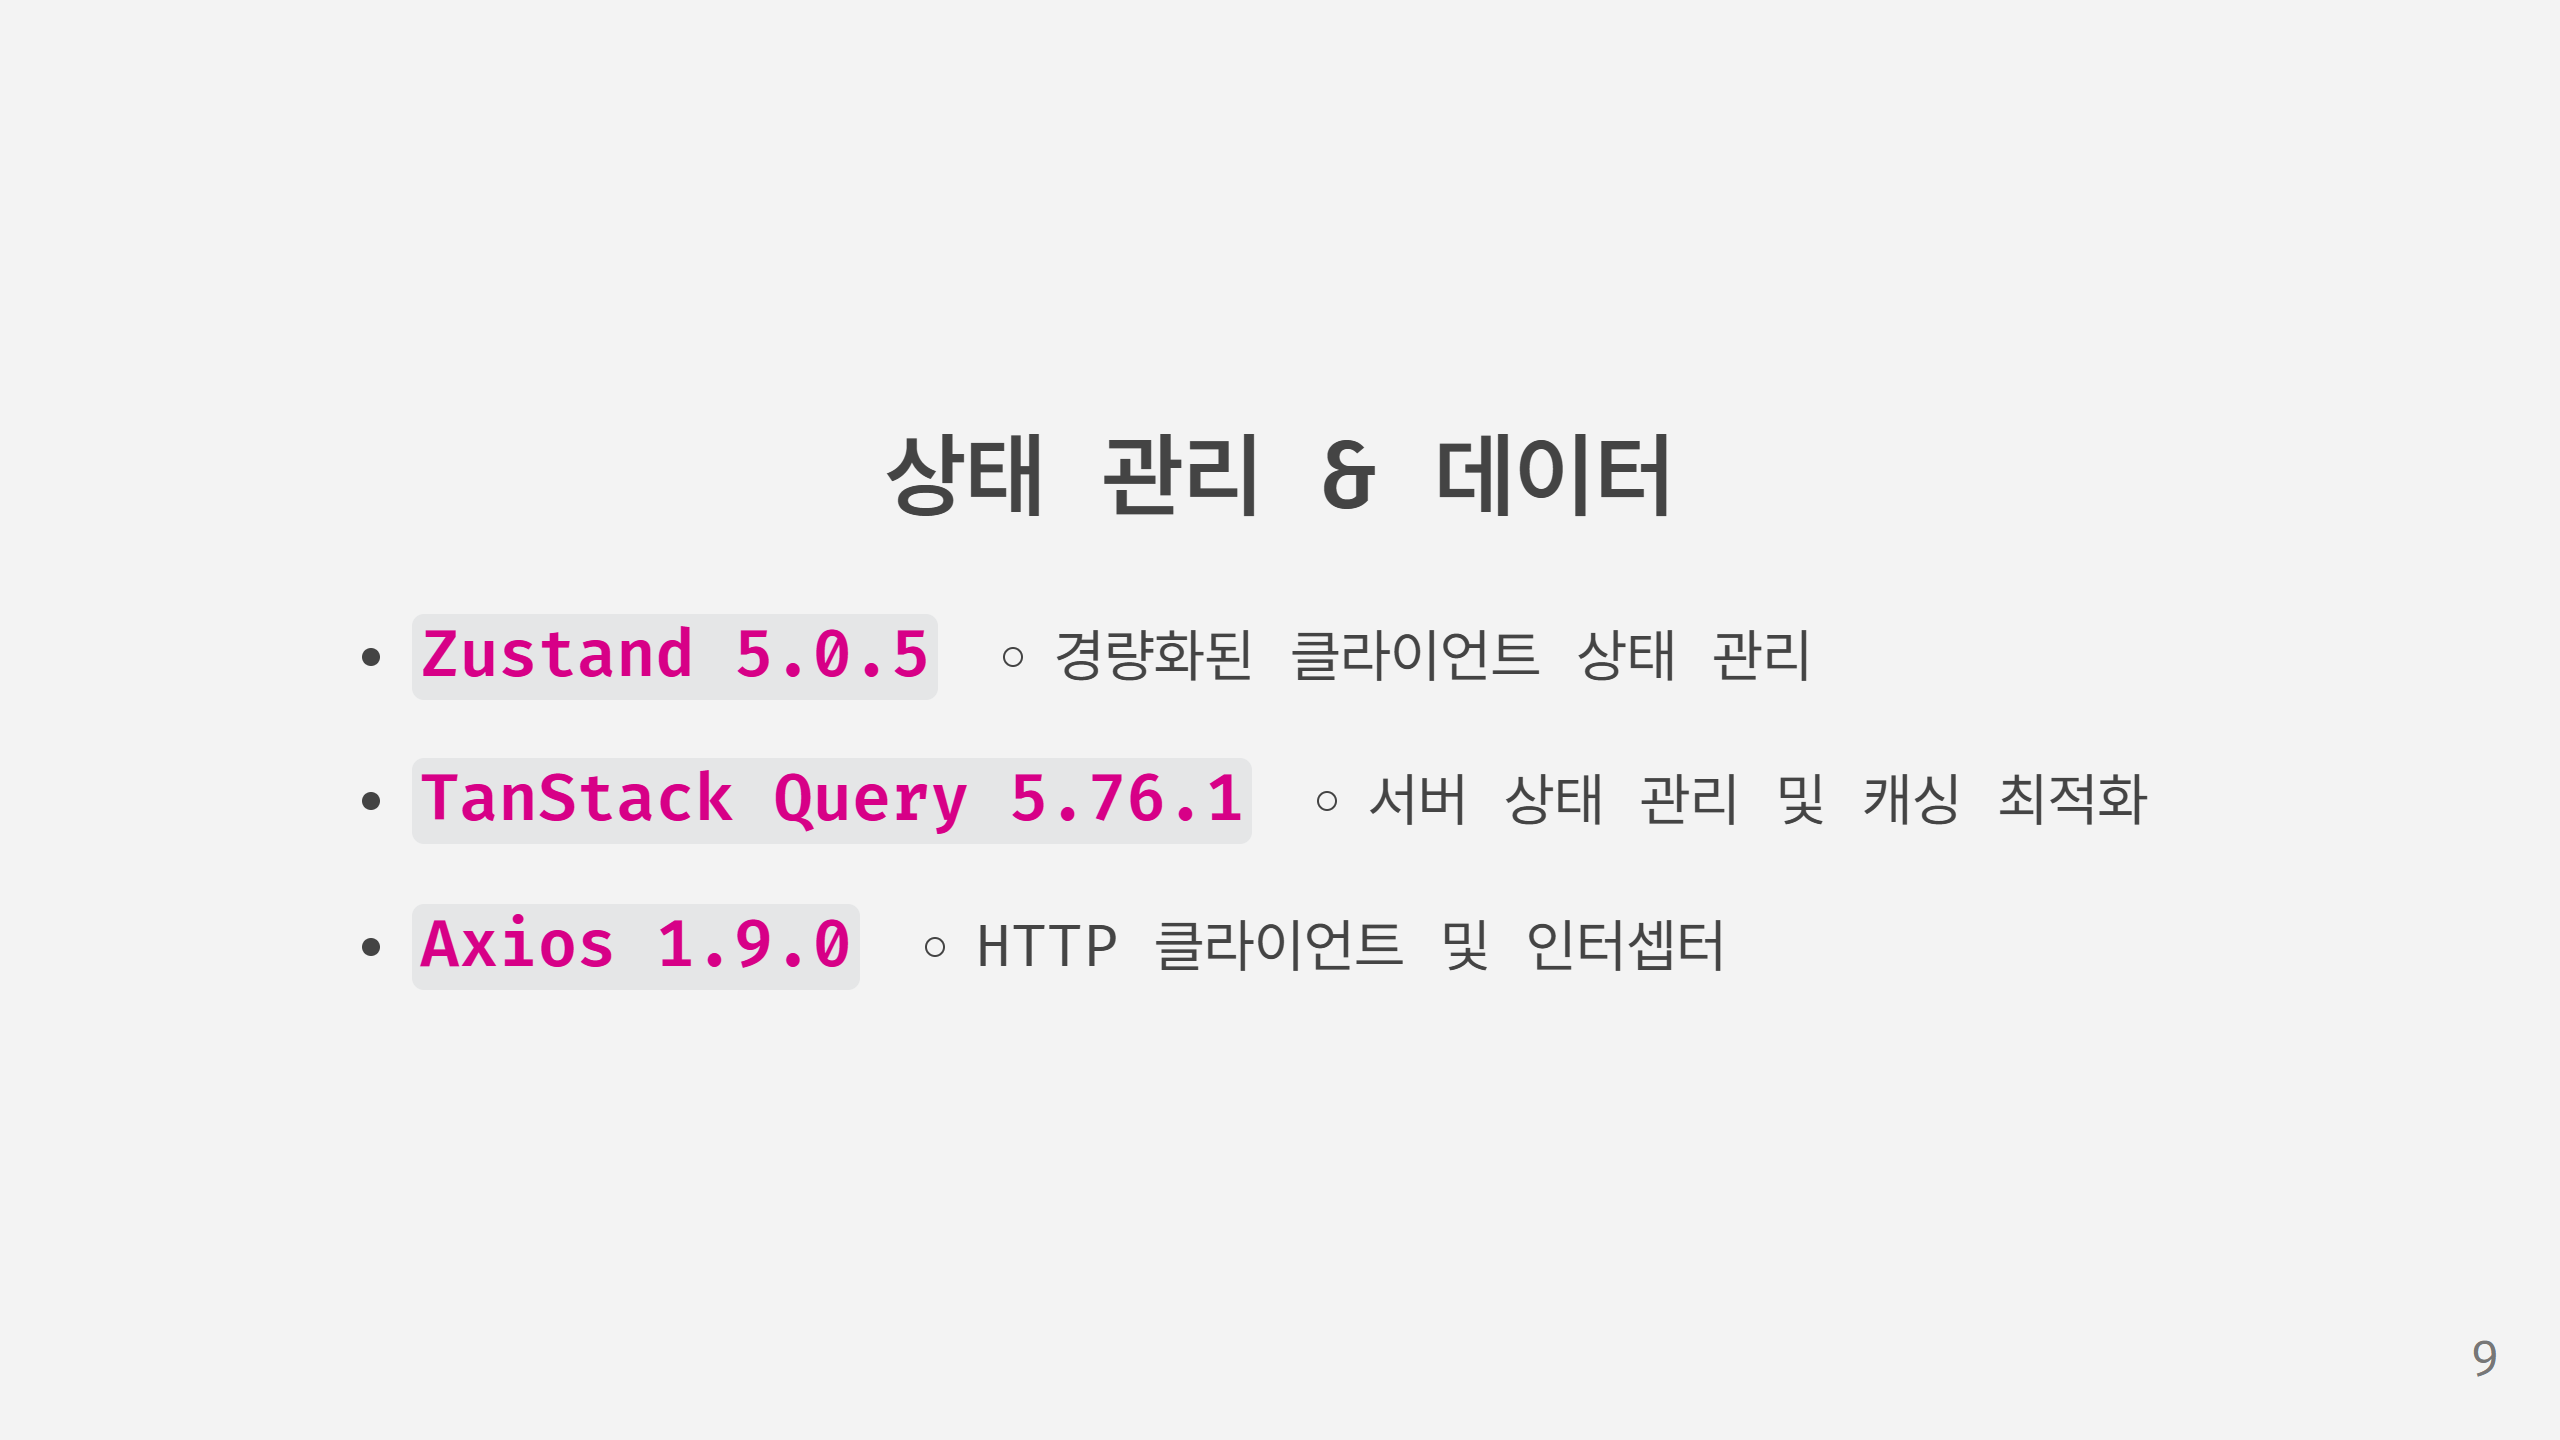 상태 관리 & 데이터
• Zustand 5.0.5 ◦ 경량화된 클라이언트 상태 관리
• TanStack Query 5.76.1 ◦ 서버 상태 관리 및 캐싱 최적화
• Axios 1.9.0 ◦ HTTP 클라이언트 및 인터셉터
9